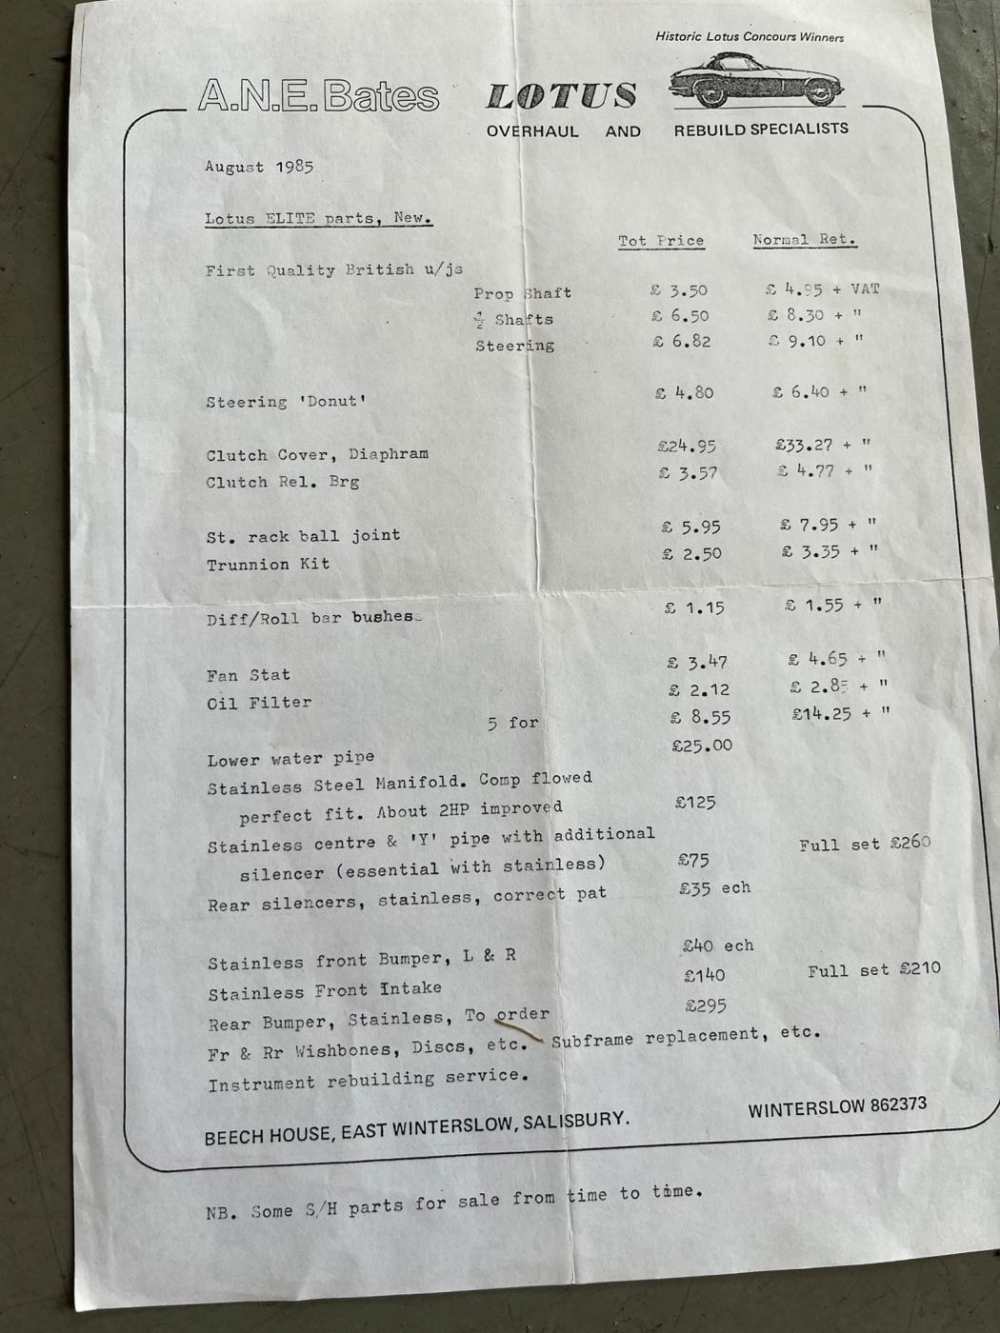 Historic Lotus Concours Winners
A.N.E. Bates LOTUS
OVERHAUL AND REBUILD SPECIALISTS
August 1985
Lotus ELITE parts, New.
Tot Price Normal Ret.
First Quality British u/js
Prop Shaft £ 3.50 £ 4.95 + VAT
½ Shafts £ 6.50 £ 8.30 + "
Steering £ 6.82 £ 9.10 + "
Steering 'Donut' £ 4.80 £ 6.40 + "
Clutch Cover, Diaphram £24.95 £33.27 + "
Clutch Rel. Brg £ 3.57 £ 4.77 + "
St. rack ball joint £ 5.95 £ 7.95 + "
Trunnion Kit £ 2.50 £ 3.35 + "
Diff/Roll bar bushes. £ 1.15 £ 1.55 + "
Fan Stat £ 3.47 £ 4.65 + "
Oil Filter £ 2.12 £ 2.85 + "
5 for £ 8.55 £14.25 + "
Lower water pipe £25.00
Stainless Steel Manifold. Comp flowed
perfect fit. About 2HP improved £125
Stainless centre & 'Y' pipe with additional
silencer (essential with stainless) £75 Full set £260
Rear silencers, stainless, correct pat £35 ech
Stainless front Bumper, L & R £40 ech
Stainless Front Intake £140 Full set £210
Rear Bumper, Stainless, To order £295
Fr & Rr Wishbones, Discs, etc. Subframe replacement, etc.
Instrument rebuilding service.
BEECH HOUSE, EAST WINTERSLOW, SALISBURY. WINTERSLOW 862373
NB. Some S/H parts for sale from time to time.